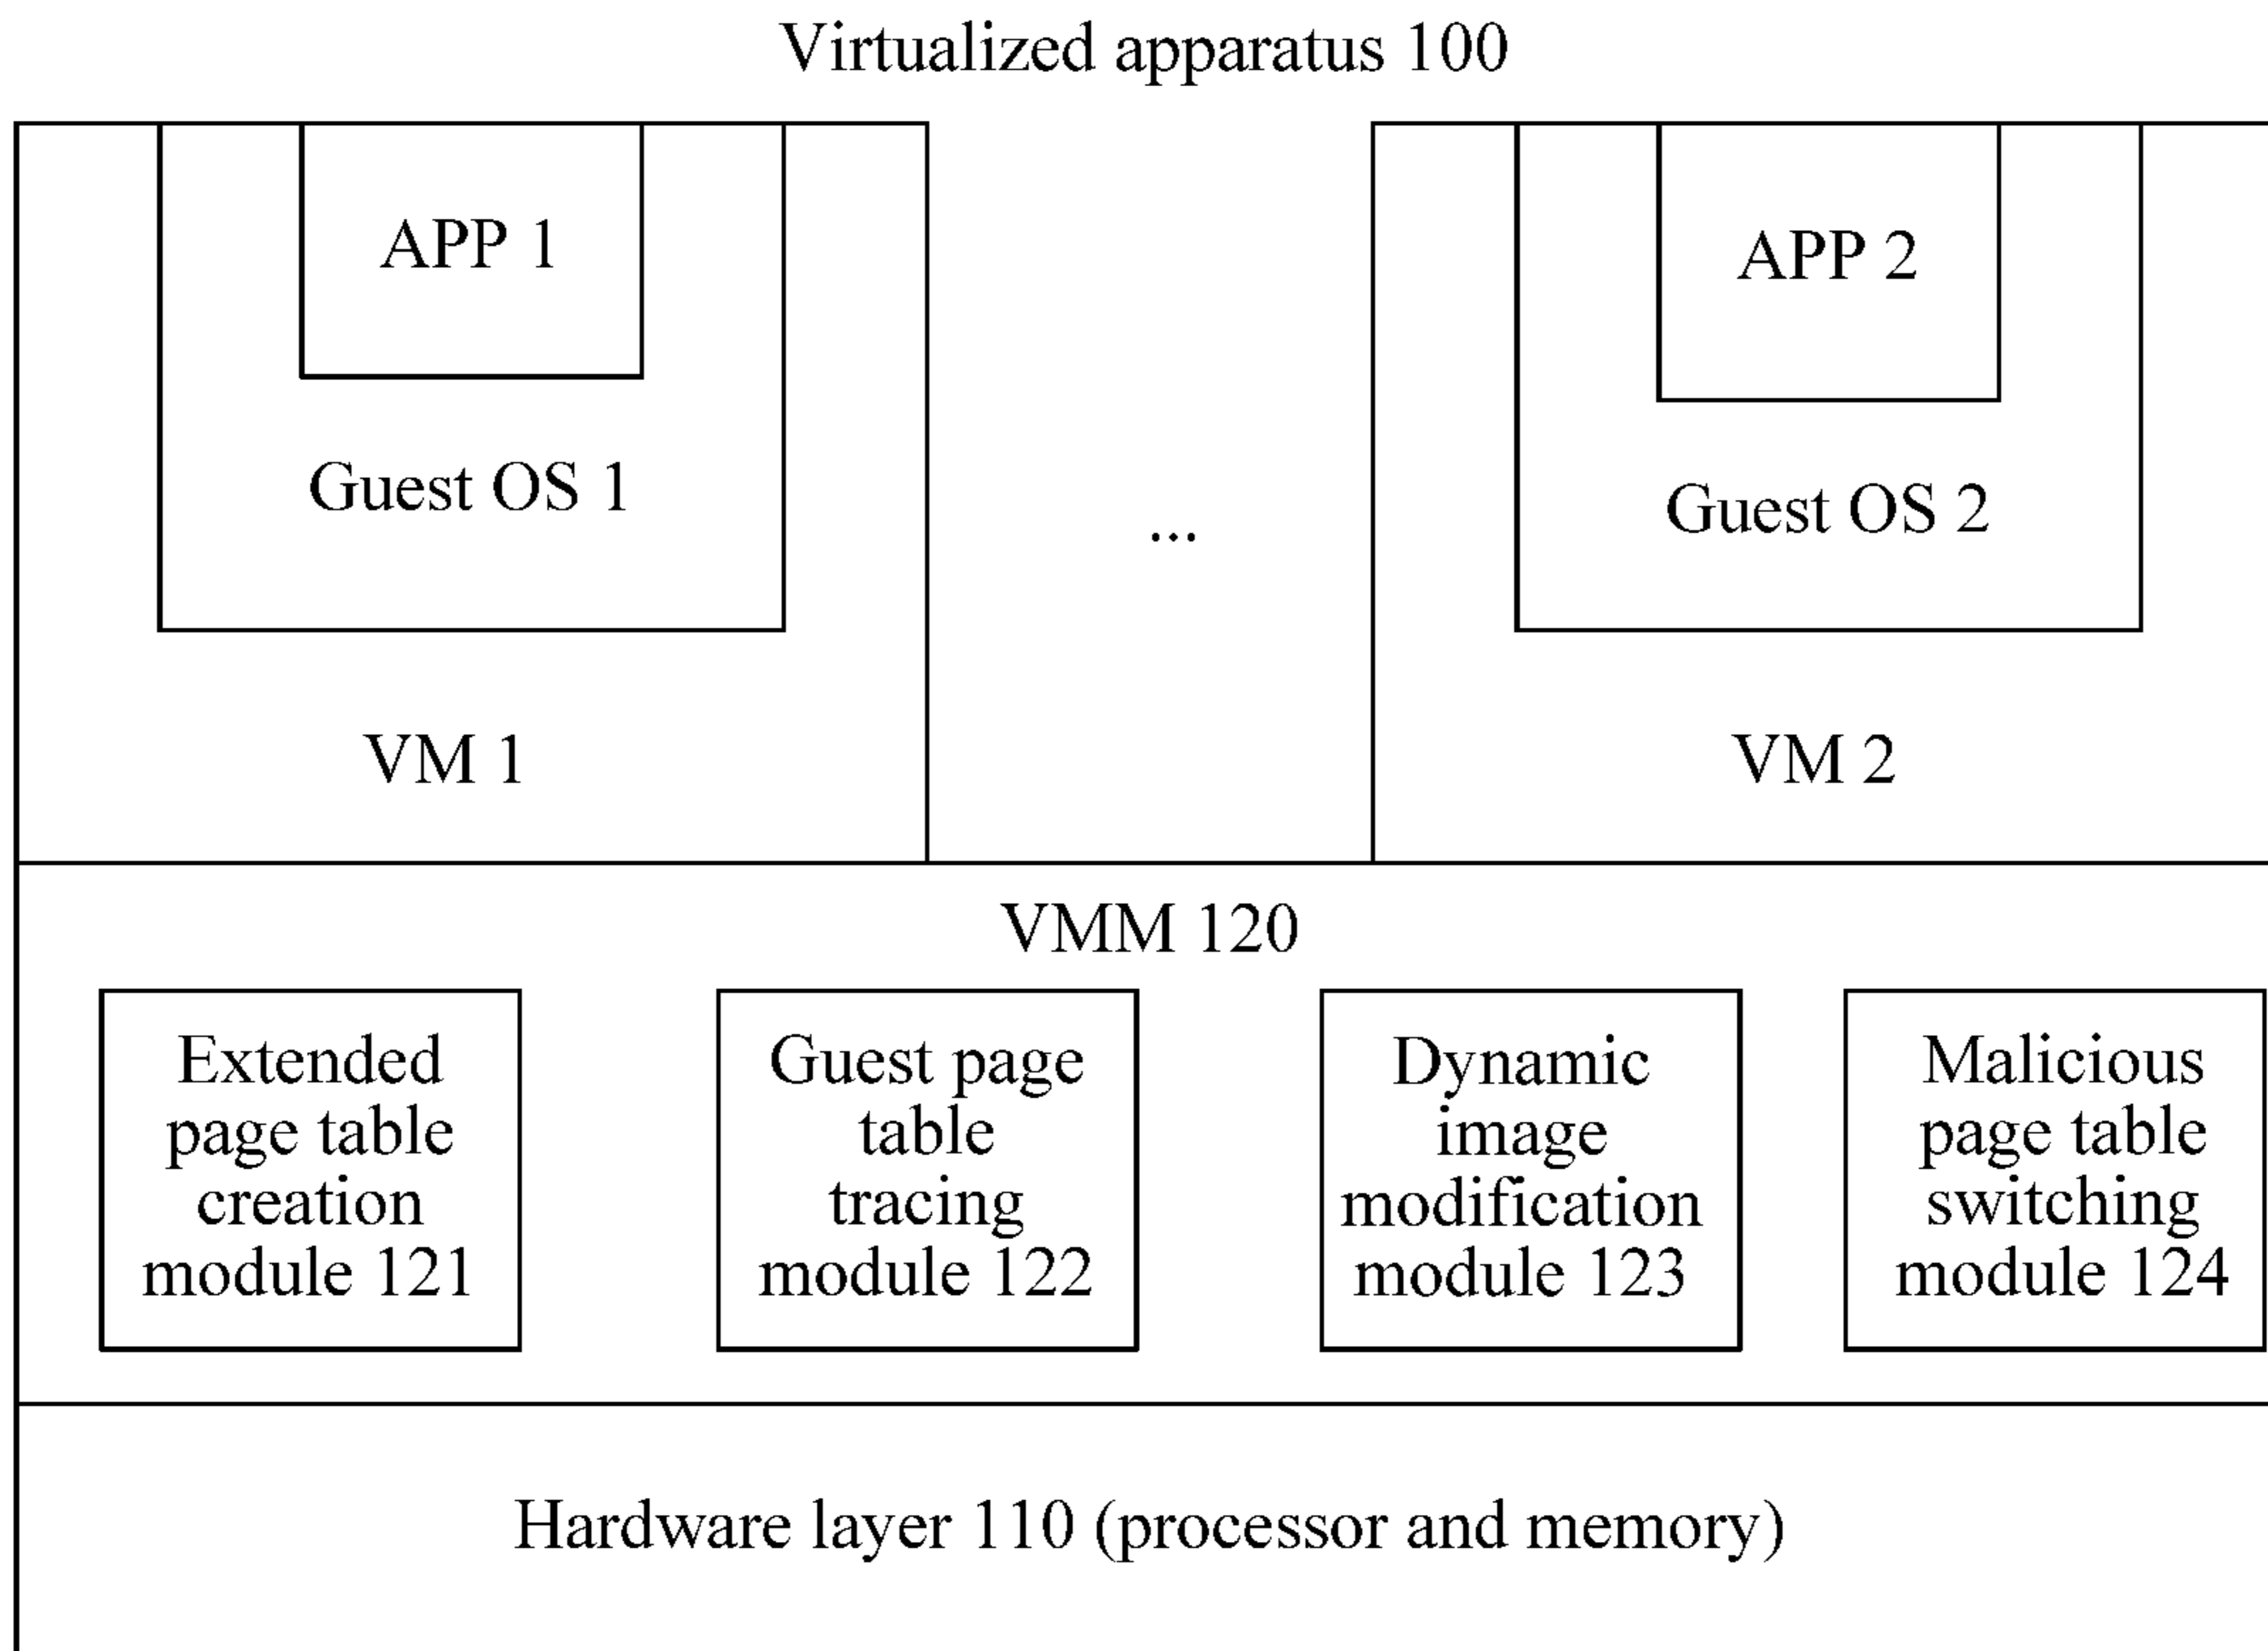 Virtualized apparatus 100
APP 1
Guest OS 1
VM 1
...
APP 2
Guest OS 2
VM 2
VMM 120
Extended
page table
creation
module 121
Guest page
table
tracing
module 122
Dynamic
image
modification
module 123
Malicious
page table
switching
module 124
Hardware layer 110 (processor and memory)